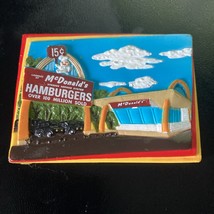 15¢
McDonald's
HAMBURGERS
OVER 100 MILLION SOLD
McDonald's